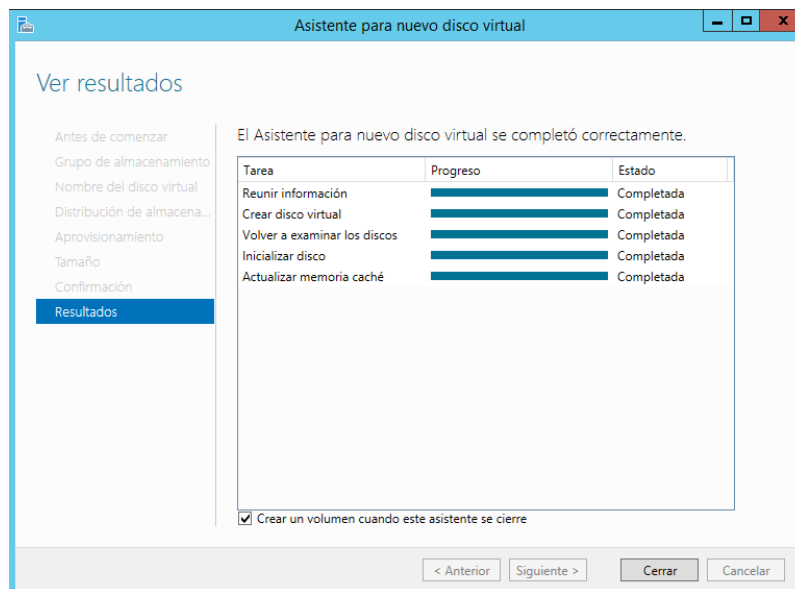 Asistente para nuevo disco virtual
Ver resultados
Antes de comenzar
Grupo de almacenamiento
Nombre del disco virtual
Distribución de almacena...
Aprovisionamiento
Tamaño
Confirmación
Resultados
El Asistente para nuevo disco virtual se completó correctamente.
Tarea Progreso Estado
Reunir información Completada
Crear disco virtual Completada
Volver a examinar los discos Completada
Inicializar disco Completada
Actualizar memoria caché Completada
Crear un volumen cuando este asistente se cierre
< Anterior Siguiente > Cerrar Cancelar